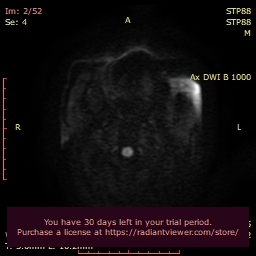 Im: 2/52
Se: 4
A
STP88
STP88
M
Ax DWI B 1000
R
L
You have 30 days left in your trial period.
Purchase a license at https://radiantviewer.com/store/